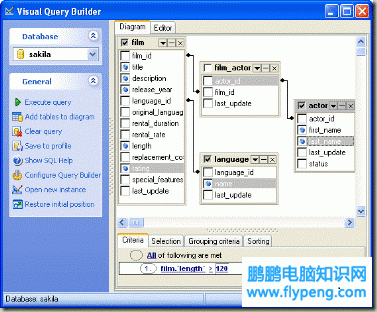 Visual Query Builder
Database
sakila
General
Execute query
Add tables to diagram
Clear query
Save to profile
Show SQL Help
Configure Query Builder
Open new instance
Restore initial position
Diagram
Editor
film
film_id
title
description
release_year
language_id
original_language
rental_duration
rental_rate
length
replacement_co
rating
special_features
last_update
film_actor
actor_id
film_id
last_update
language
language_id
name
last_update
actor
actor_id
first_name
last_name
last_update
status
Criteria
Selection
Grouping criteria
Sorting
All of following are met
1. film."length" > 120
Database: sakila
鹏鹏电脑知识网
www.flypeng.com